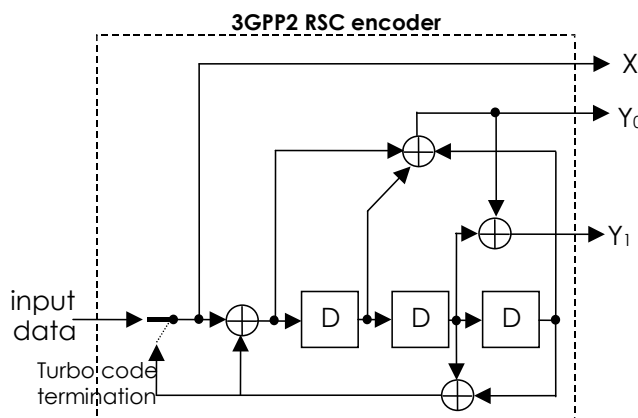 3GPP2 RSC encoder
X
Y0
Y1
input
data
D D D
Turbo code
termination